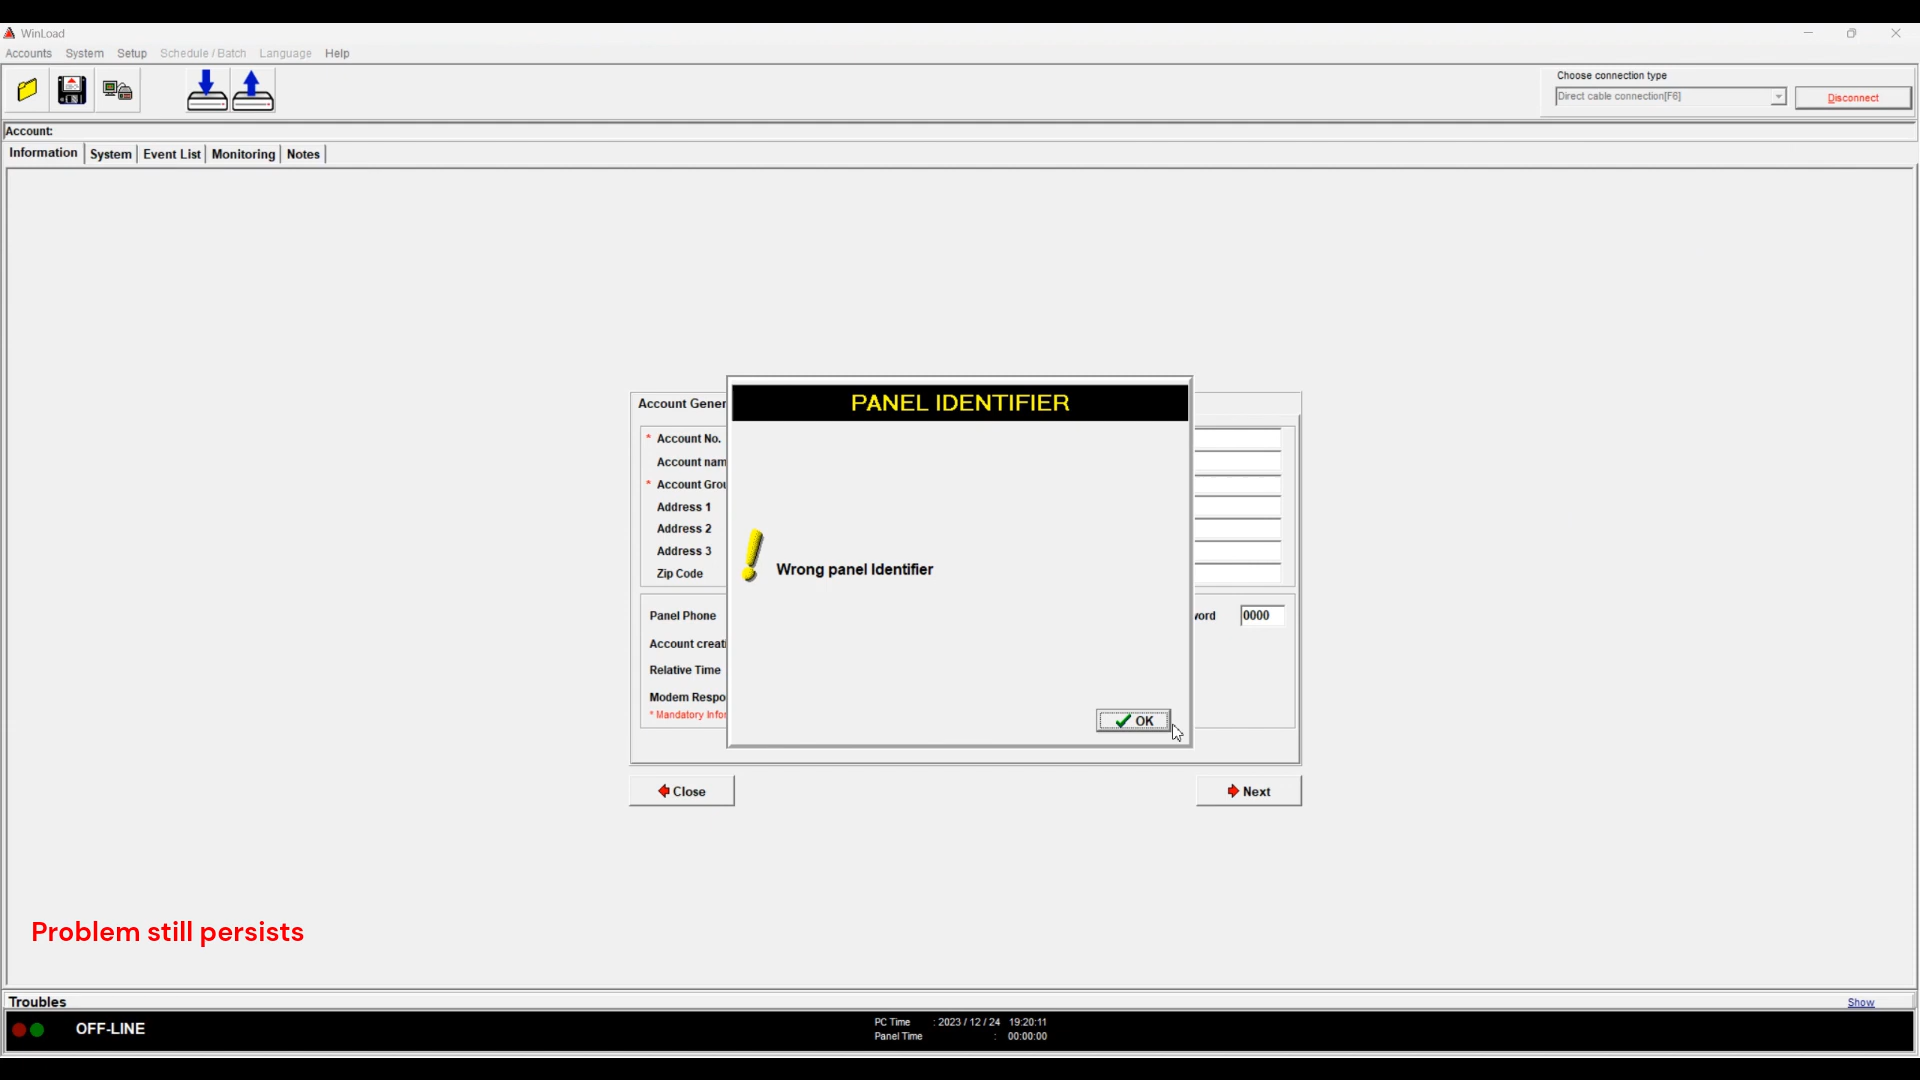 WinLoad
Accounts System Setup Schedule / Batch Language Help
Choose connection type
Direct cable connection[F6]
Disconnect
Account:
Information System Event List Monitoring Notes
PANEL IDENTIFIER
Account Gener
* Account No.
Account nam
* Account Grou
Address 1
Address 2
Address 3
Zip Code
Wrong panel Identifier
Panel Phone
word 0000
Account creati
Relative Time
Modem Respo
* Mandatory Infor
OK
Close
Next
Problem still persists
Troubles
Show
OFF-LINE
PC Time : 2023 / 12 / 24 19:20:11
Panel Time : 00:00:00